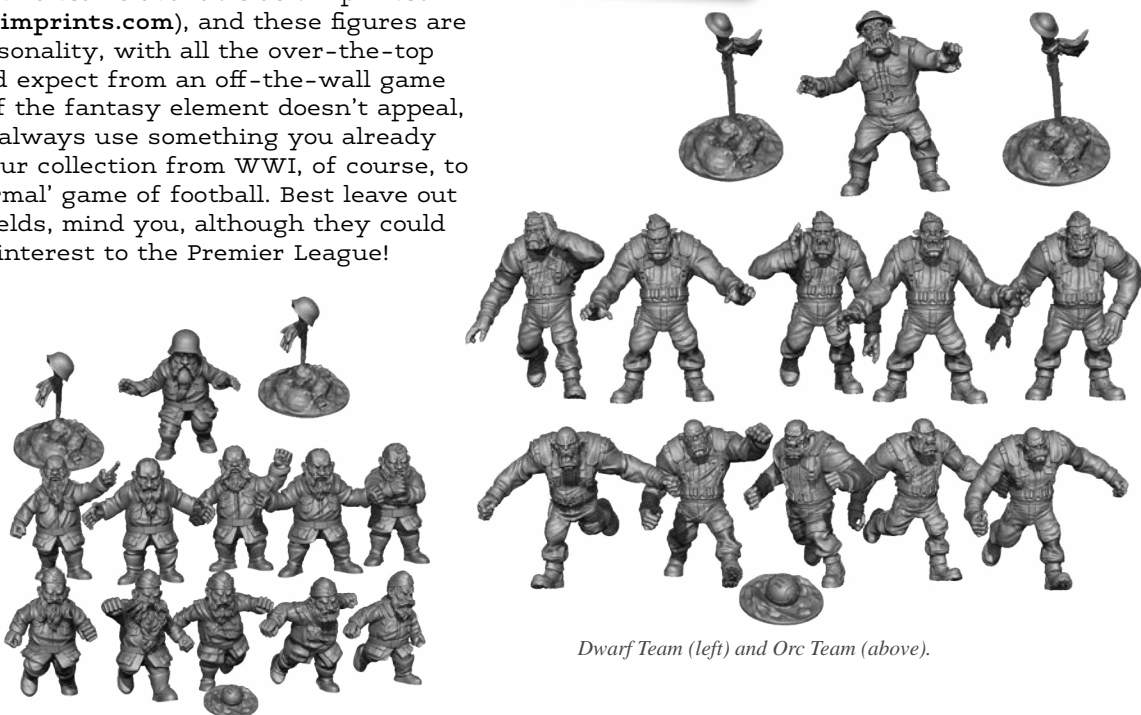 imprints.com), and these figures are
sonality, with all the over-the-top
d expect from an off-the-wall game
f the fantasy element doesn't appeal,
always use something you already
ur collection from WWI, of course, to
rmal' game of football. Best leave out
elds, mind you, although they could
interest to the Premier League!
Dwarf Team (left) and Orc Team (above).